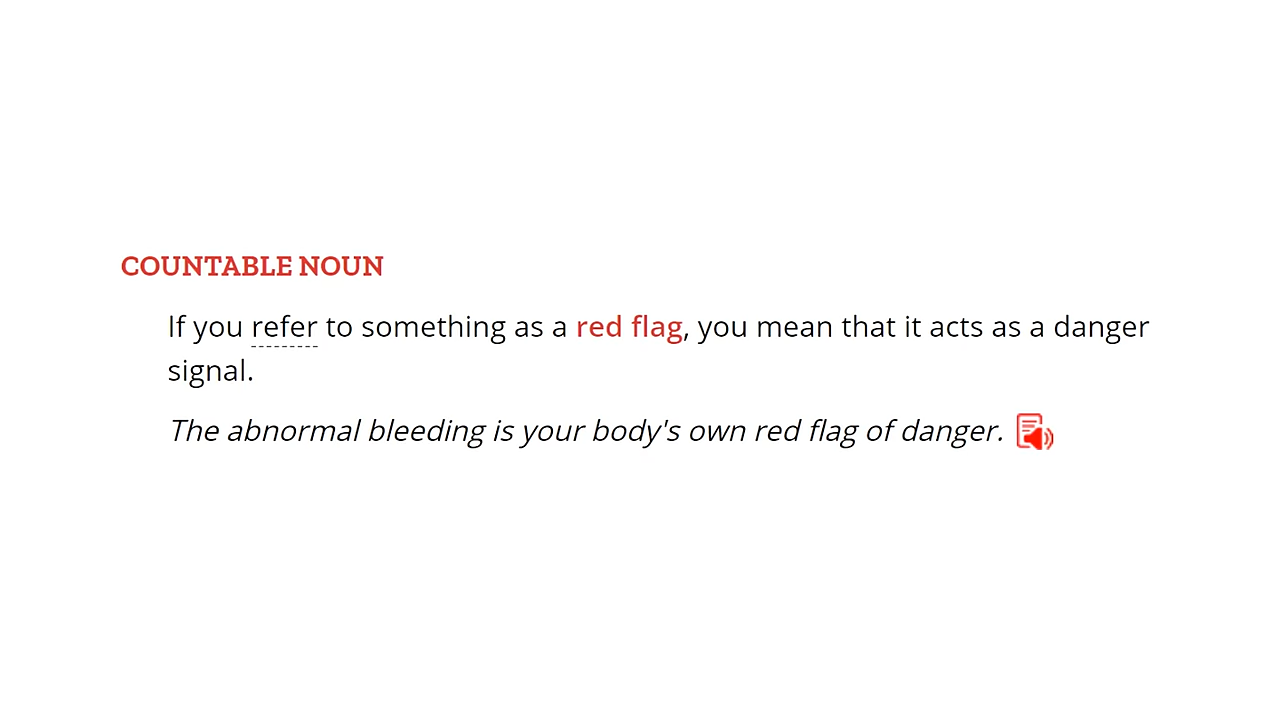 COUNTABLE NOUN
If you refer to something as a red flag, you mean that it acts as a danger
signal.
The abnormal bleeding is your body's own red flag of danger.